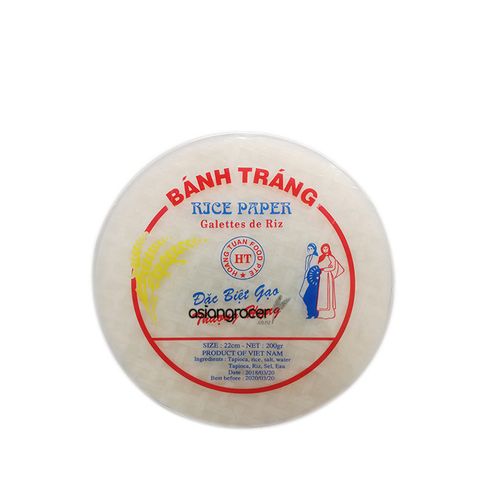 BÁNH TRÁNG
RICE PAPER
Galettes de Riz
HOANG TUAN FOOD PTE
HT
Đặc Biệt Gạo
asiangrocer
SIZE : 22cm - NET : 200gr
PRODUCT OF VIET NAM
Ingredients : Tapioca, rice, salt, water
Tapioca, Riz, Sel, Eau
Date : 2018/03/20
Best before : 2020/03/20